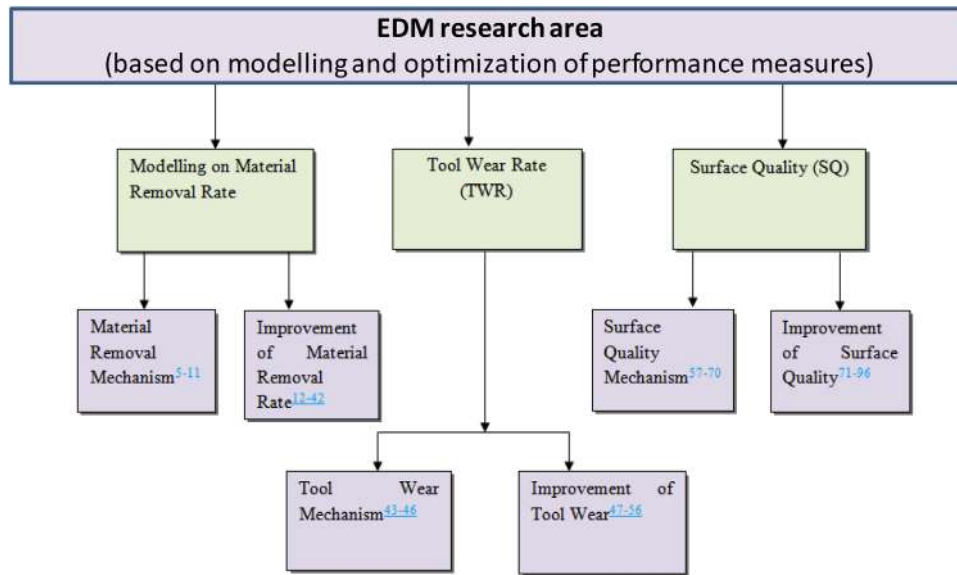 EDM research area
(based on modelling and optimization of performance measures)
Modelling on Material
Removal Rate
Tool Wear Rate
(TWR)
Surface Quality (SQ)
Material
Removal
Mechanism5-11
Improvement
of Material
Removal
Rate12-42
Surface
Quality
Mechanism57-70
Improvement
of Surface
Quality71-96
Tool Wear
Mechanism43-46
Improvement of
Tool Wear47-56